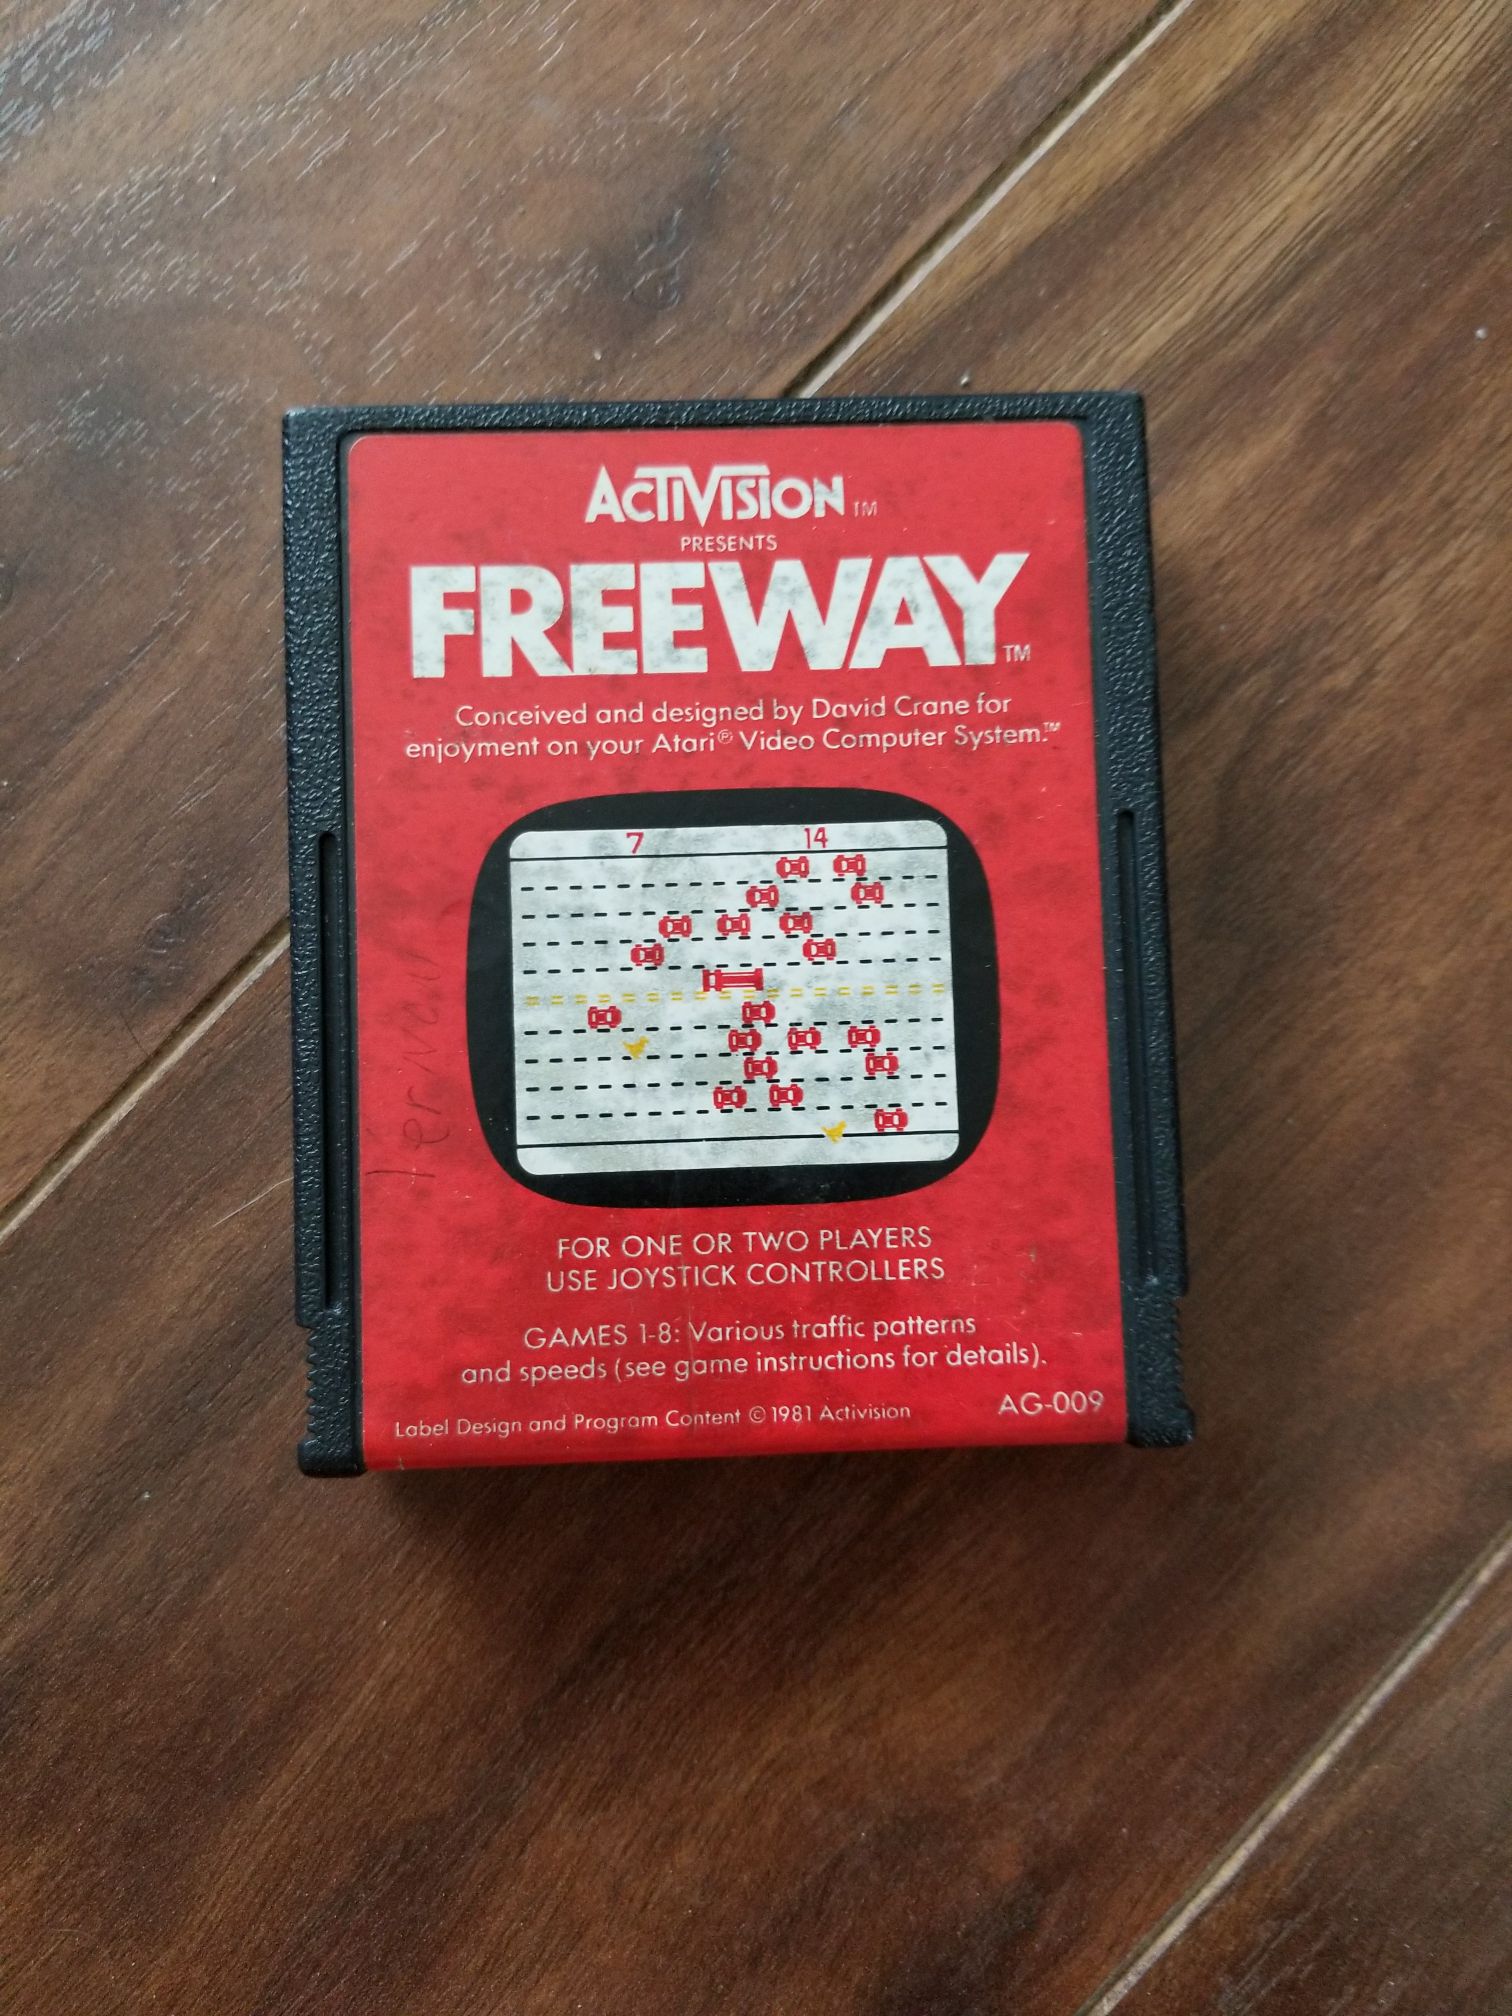 ACTIVISION TM
PRESENTS
FREEWAY TM
Conceived and designed by David Crane for
enjoyment on your Atari® Video Computer System.™
7 14
FOR ONE OR TWO PLAYERS
USE JOYSTICK CONTROLLERS
GAMES 1-8: Various traffic patterns
and speeds (see game instructions for details).
Label Design and Program Content © 1981 Activision
AG-009